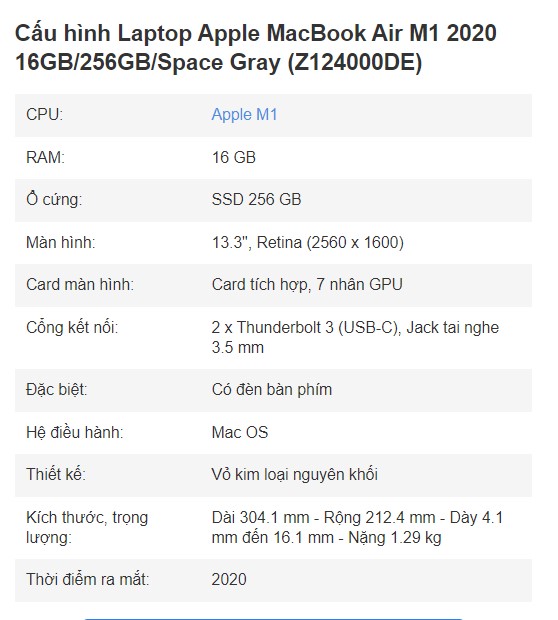 Cấu hình Laptop Apple MacBook Air M1 2020
16GB/256GB/Space Gray (Z124000DE)
CPU: Apple M1
RAM: 16 GB
Ổ cứng: SSD 256 GB
Màn hình: 13.3", Retina (2560 x 1600)
Card màn hình: Card tích hợp, 7 nhân GPU
Cổng kết nối: 2 x Thunderbolt 3 (USB-C), Jack tai nghe
3.5 mm
Đặc biệt: Có đèn bàn phím
Hệ điều hành: Mac OS
Thiết kế: Vỏ kim loại nguyên khối
Kích thước, trọng Dài 304.1 mm - Rộng 212.4 mm - Dày 4.1
lượng: mm đến 16.1 mm - Nặng 1.29 kg
Thời điểm ra mắt: 2020